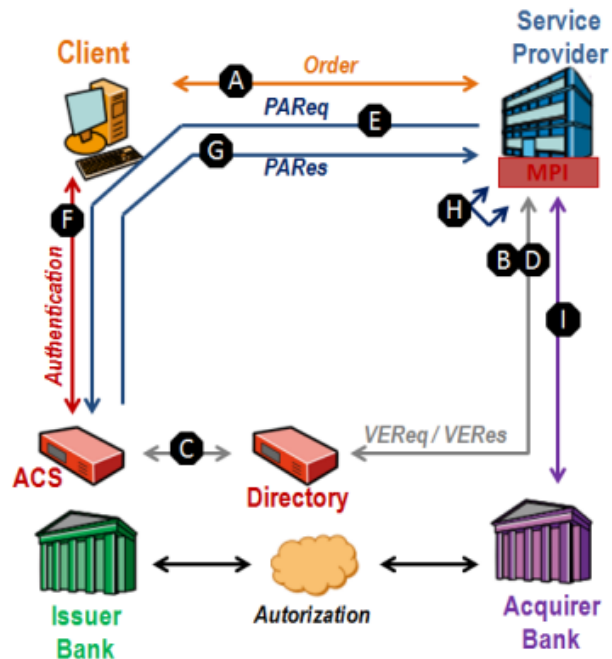 Client
Service
Provider
A
Order
PAReq
E
G
PARes
MPI
H
F
B
D
I
Authentication
C
VEReq / VERes
ACS
Directory
Issuer
Bank
Autorization
Acquirer
Bank